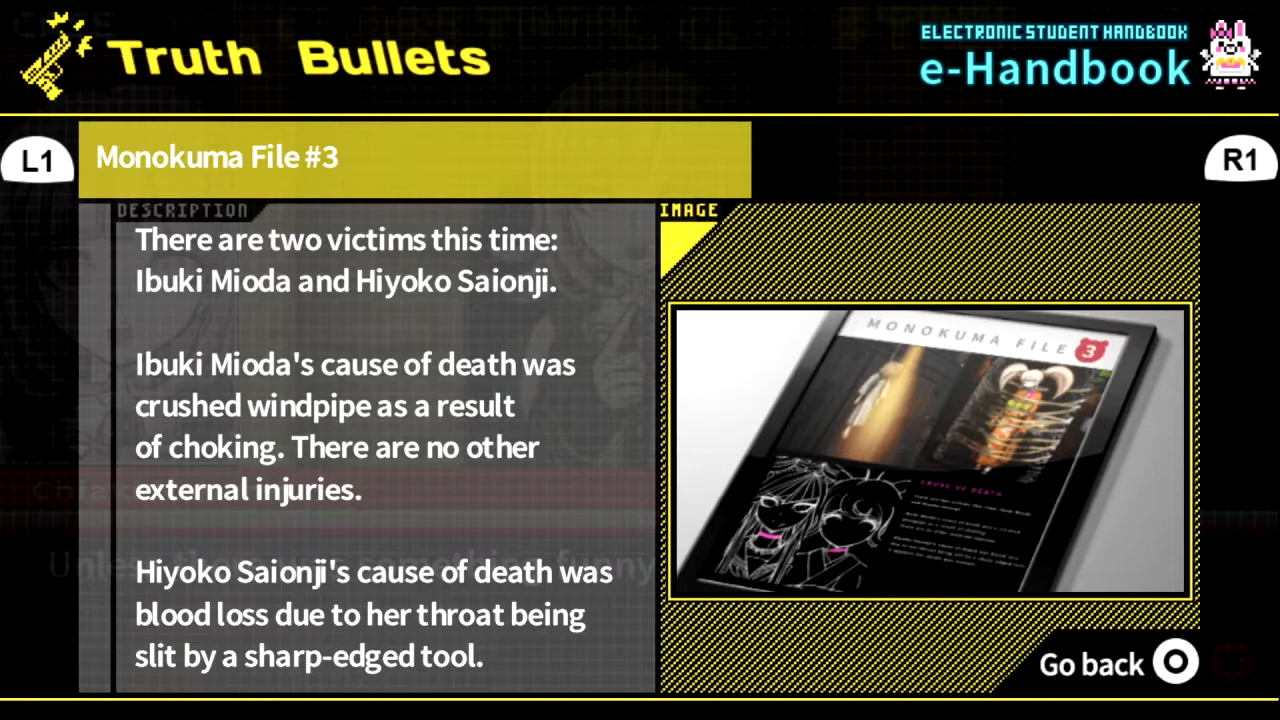 Truth Bullets
ELECTRONIC STUDENT HANDBOOK
e-Handbook
L1
Monokuma File #3
R1
DESCRIPTION
There are two victims this time:
Ibuki Mioda and Hiyoko Saionji.
Ibuki Mioda's cause of death was
crushed windpipe as a result
of choking. There are no other
external injuries.
Hiyoko Saionji's cause of death was
blood loss due to her throat being
slit by a sharp-edged tool.
IMAGE
MONOKUMA FILE 3
CAUSE OF DEATH
Go back